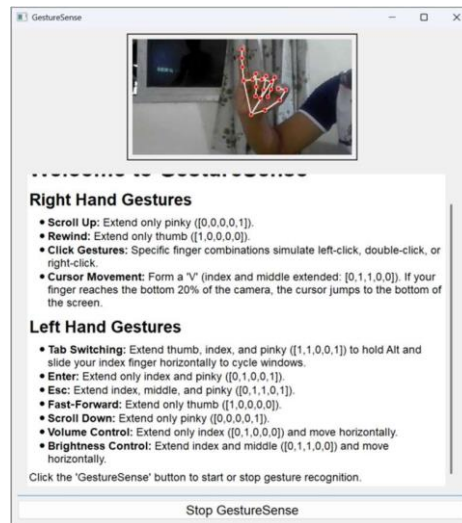 GestureSense
Welcome to GestureSense
Right Hand Gestures
• Scroll Up: Extend only pinky ([0,0,0,0,1]).
• Rewind: Extend only thumb ([1,0,0,0,0]).
• Click Gestures: Specific finger combinations simulate left-click, double-click, or
right-click.
• Cursor Movement: Form a 'V' (index and middle extended: [0,1,1,0,0]). If your
finger reaches the bottom 20% of the camera, the cursor jumps to the bottom of
the screen.
Left Hand Gestures
• Tab Switching: Extend thumb, index, and pinky ([1,1,0,0,1]) to hold Alt and
slide your index finger horizontally to cycle windows.
• Enter: Extend only index and pinky ([0,1,0,0,1]).
• Esc: Extend index, middle, and pinky ([0,1,1,0,1]).
• Fast-Forward: Extend only thumb ([1,0,0,0,0]).
• Scroll Down: Extend only pinky ([0,0,0,0,1]).
• Volume Control: Extend only index ([0,1,0,0,0]) and move horizontally.
• Brightness Control: Extend index and middle ([0,1,1,0,0]) and move
horizontally.
Click the 'GestureSense' button to start or stop gesture recognition.
Stop GestureSense